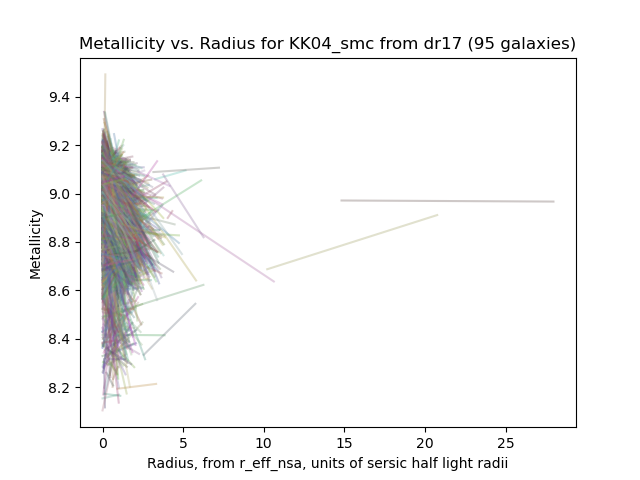 Metallicity vs. Radius for KK04_smc from dr17 (95 galaxies)
9.4
9.2
9.0
8.8
8.6
8.4
8.2
Metallicity
0 5 10 15 20 25
Radius, from r_eff_nsa, units of sersic half light radii